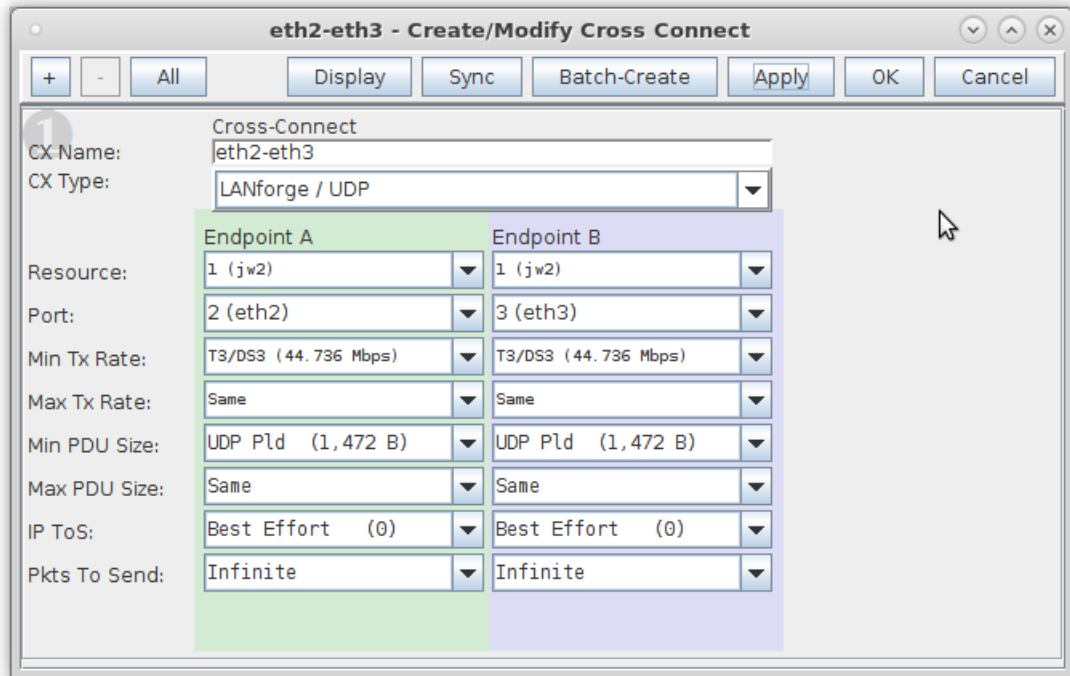 eth2-eth3 - Create/Modify Cross Connect
+ - All Display Sync Batch-Create Apply OK Cancel
1
Cross-Connect
CX Name: eth2-eth3
CX Type: LANforge / UDP
Endpoint A Endpoint B
Resource: 1 (jw2) 1 (jw2)
Port: 2 (eth2) 3 (eth3)
Min Tx Rate: T3/DS3 (44.736 Mbps) T3/DS3 (44.736 Mbps)
Max Tx Rate: Same Same
Min PDU Size: UDP Pld (1,472 B) UDP Pld (1,472 B)
Max PDU Size: Same Same
IP ToS: Best Effort (0) Best Effort (0)
Pkts To Send: Infinite Infinite